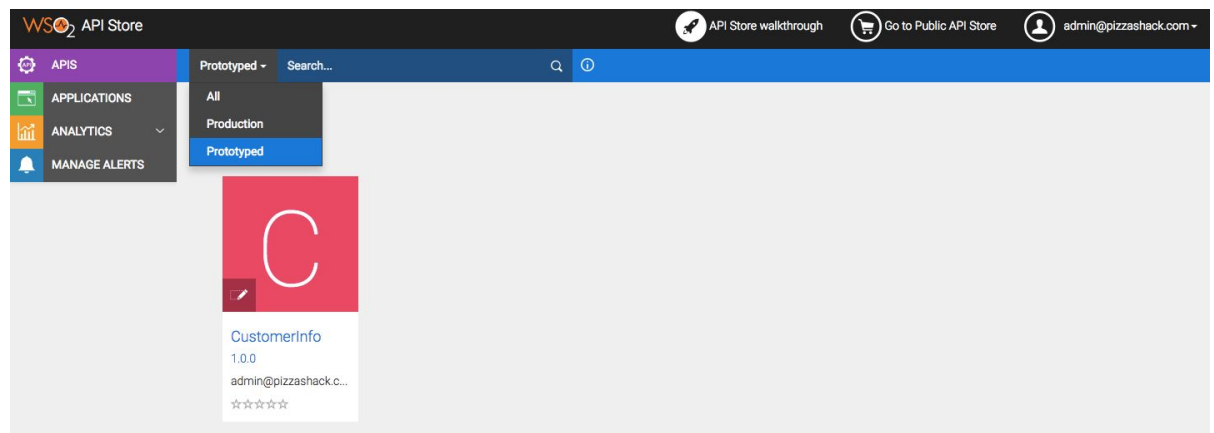 WSO2 API Store API Store walkthrough Go to Public API Store admin@pizzashack.com
APIS Prototyped Search...
APPLICATIONS
ANALYTICS
MANAGE ALERTS
All
Production
Prototyped
C
CustomerInfo
1.0.0
admin@pizzashack.c...